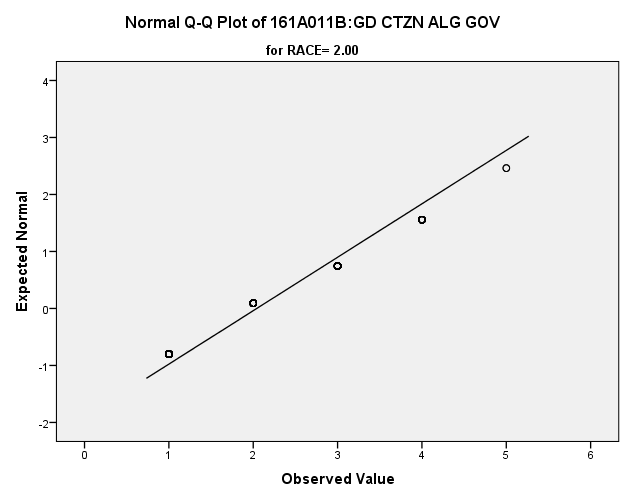 Normal Q-Q Plot of 161A011B:GD CTZN ALG GOV
for RACE= 2.00
Expected Normal
4
3
2
1
0
-1
-2
0 1 2 3 4 5 6
Observed Value